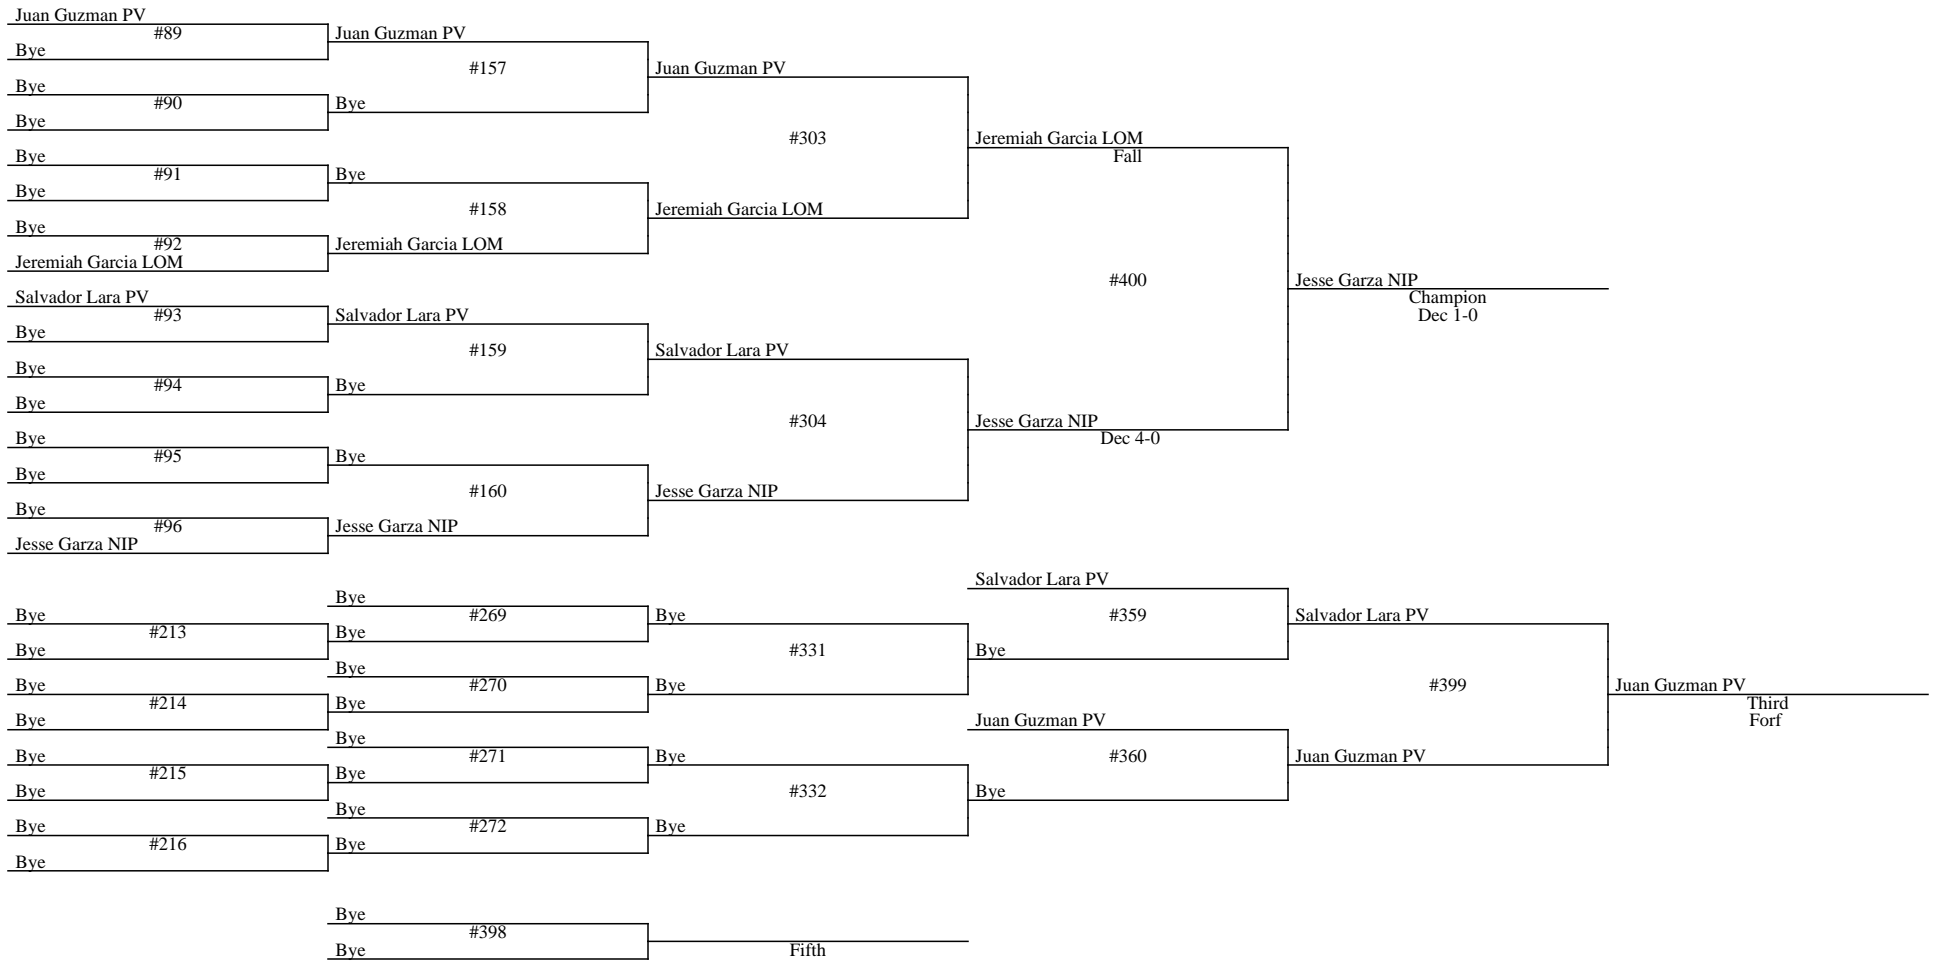 Juan Guzman PV
#89
Bye
Juan Guzman PV
#157
Bye
#90
Bye
Bye
Juan Guzman PV
#303
Bye
#91
Bye
Bye
#158
Bye
#92
Jeremiah Garcia LOM
Jeremiah Garcia LOM
Jeremiah Garcia LOM
Jeremiah Garcia LOM
Fall
#400
Salvador Lara PV
#93
Bye
Salvador Lara PV
#159
Bye
#94
Bye
Bye
Salvador Lara PV
#304
Bye
#95
Bye
Bye
#160
Bye
#96
Jesse Garza NIP
Jesse Garza NIP
Jesse Garza NIP
Jesse Garza NIP
Dec 4-0
Jesse Garza NIP
Champion
Dec 1-0
Bye
#213
Bye
Bye
#214
Bye
Bye
#215
Bye
Bye
#216
Bye
Bye
#269
Bye
Bye
#270
Bye
Bye
#271
Bye
Bye
#272
Bye
Bye
#331
Bye
Bye
#332
Bye
Salvador Lara PV
#359
Bye
Juan Guzman PV
#360
Bye
Salvador Lara PV
#399
Juan Guzman PV
Juan Guzman PV
Third
Forf
Bye
#398
Bye
Fifth